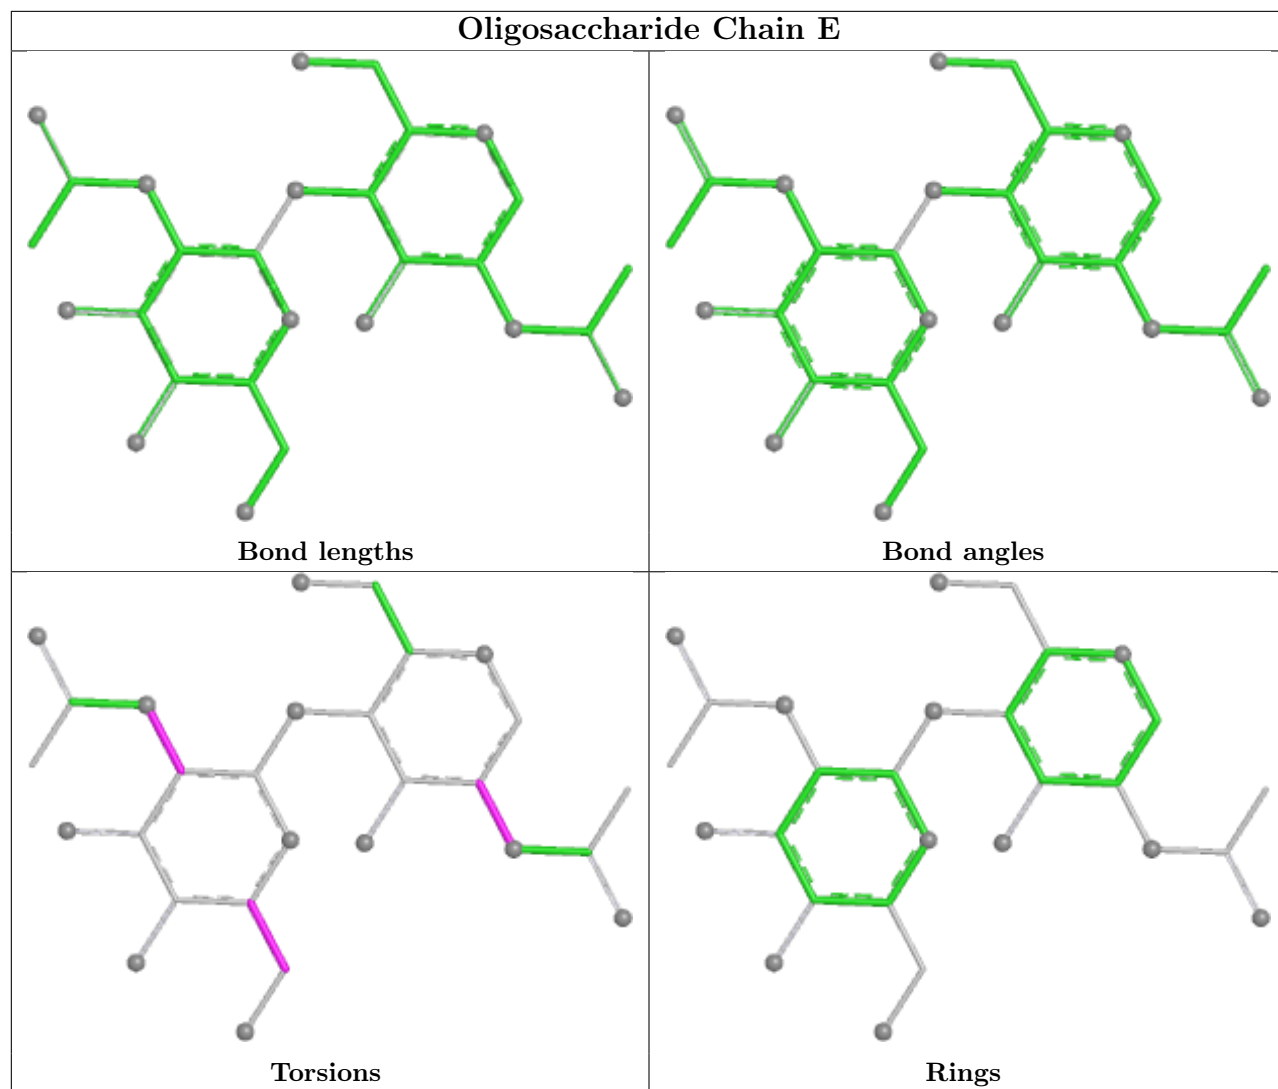 Oligosaccharide Chain E
Bond lengths
Bond angles
Torsions
Rings